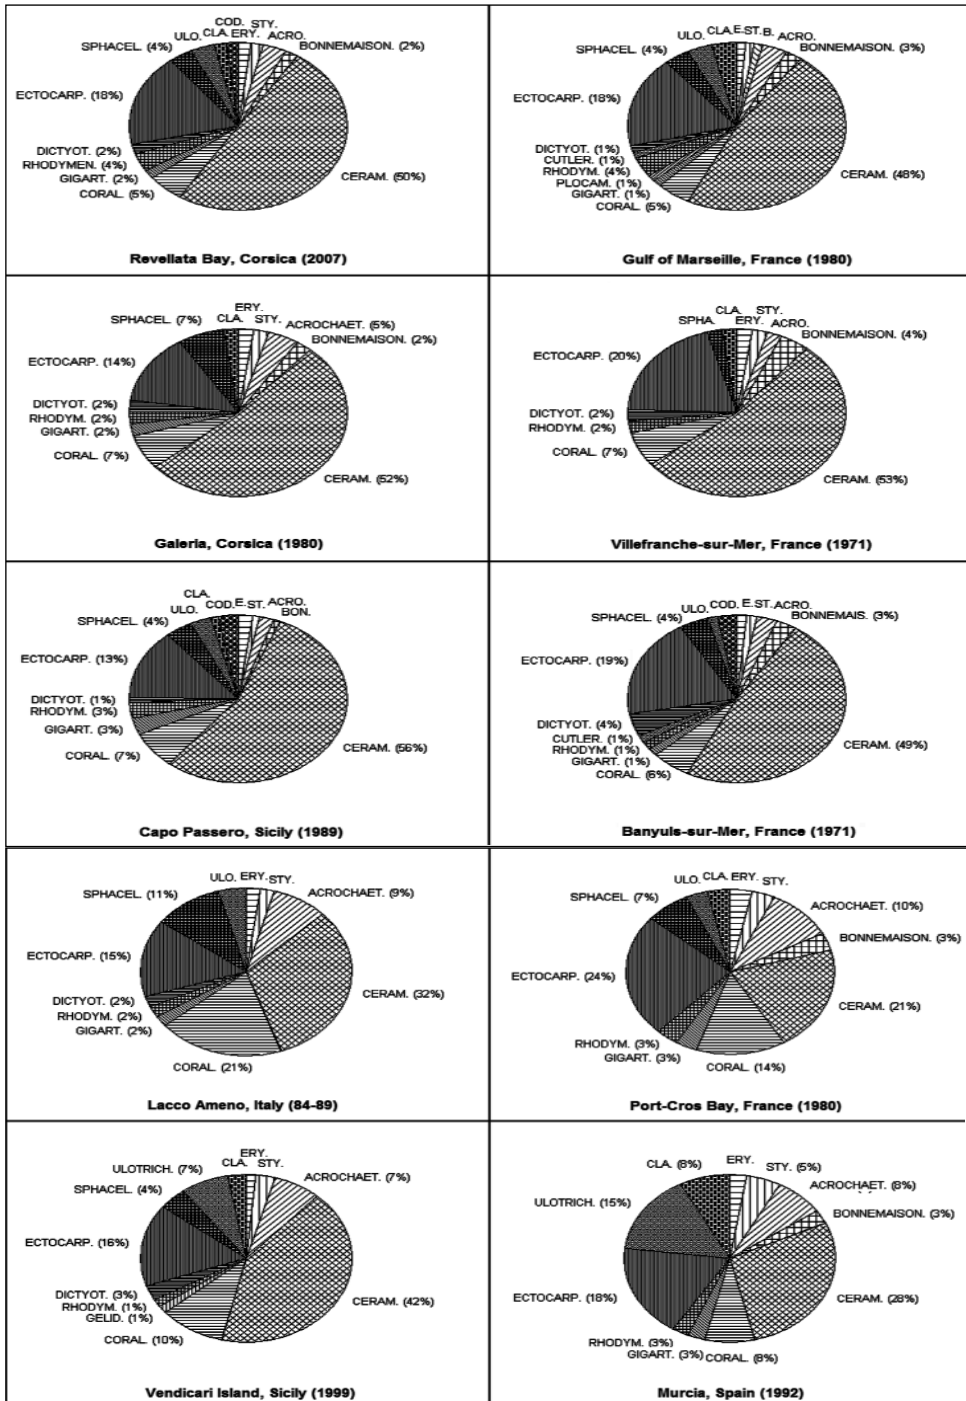 COD. STY.
SPHACEL. (4%) ULO. CLA. ERY. ACRO.
BONNEMAISON. (2%)
ECTOCARP. (18%)
DICTYOT. (2%)
RHODYMEN. (4%)
GIGART. (2%)
CORAL. (5%)
CERAM. (50%)
Revellata Bay, Corsica (2007)
ULO. CLA. E. ST. B. ACRO.
SPHACEL. (4%)
BONNEMAISON. (3%)
ECTOCARP. (18%)
DICTYOT. (1%)
CUTLER. (1%)
RHODYM. (4%)
PLOCAM. (1%)
GIGART. (1%)
CORAL. (5%)
CERAM. (48%)
Gulf of Marseille, France (1980)
ERY.
SPHACEL. (7%) CLA. STY. ACROCHAET. (5%)
BONNEMAISON. (2%)
ECTOCARP. (14%)
DICTYOT. (2%)
RHODYM. (2%)
GIGART. (2%)
CORAL. (7%)
CERAM. (52%)
Galeria, Corsica (1980)
CLA. STY.
SPHA. ERY. ACRO.
BONNEMAISON. (4%)
ECTOCARP. (20%)
DICTYOT. (2%)
RHODYM. (2%)
CORAL. (7%)
CERAM. (53%)
Villefranche-sur-Mer, France (1971)
CLA.
SPHACEL. (4%) ULO. COD. E. ST. ACRO.
BON.
ECTOCARP. (13%)
DICTYOT. (1%)
RHODYM. (3%)
GIGART. (3%)
CORAL. (7%)
CERAM. (56%)
Capo Passero, Sicily (1989)
SPHACEL. (4%) ULO. COD. E. ST. ACRO.
BONNEMAIS. (3%)
ECTOCARP. (19%)
DICTYOT. (4%)
CUTLER. (1%)
RHODYM. (1%)
GIGART. (1%)
CORAL. (6%)
CERAM. (49%)
Banyuls-sur-Mer, France (1971)
ULO. ERY. STY.
SPHACEL. (11%) ACROCHAET. (9%)
ECTOCARP. (15%)
DICTYOT. (2%)
RHODYM. (2%)
GIGART. (2%)
CORAL. (21%)
CERAM. (32%)
Lacco Ameno, Italy (84-89)
SPHACEL. (7%) ULO. CLA. ERY. STY.
ACROCHAET. (10%)
BONNEMAISON. (3%)
ECTOCARP. (24%)
CERAM. (21%)
RHODYM. (3%)
GIGART. (3%)
CORAL. (14%)
Port-Cros Bay, France (1980)
ERY.
ULOTRICH. (7%) CLA. STY.
ACROCHAET. (7%)
SPHACEL. (4%)
ECTOCARP. (16%)
DICTYOT. (3%)
RHODYM. (1%)
GELID. (1%)
CORAL. (10%)
CERAM. (42%)
Vendicari Island, Sicily (1999)
CLA. (8%) ERY.
STY. (5%)
ACROCHAET. (8%)
ULOTRICH. (15%)
BONNEMAISON. (3%)
ECTOCARP. (18%)
CERAM. (28%)
RHODYM. (3%)
GIGART. (3%) CORAL. (8%)
Murcia, Spain (1992)